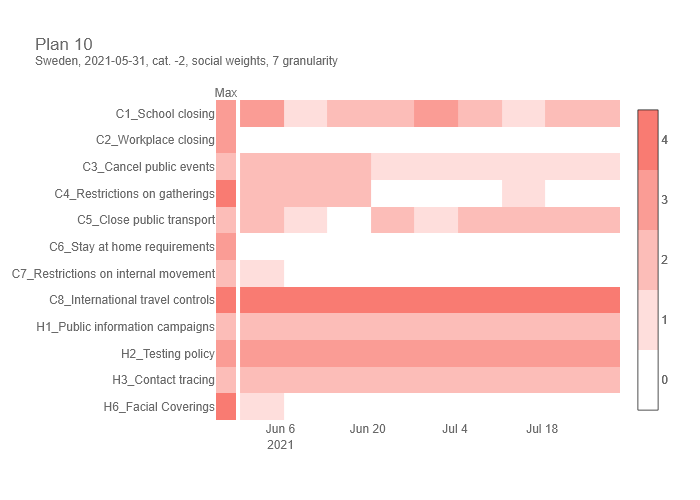 Plan 10
Sweden, 2021-05-31, cat. -2, social weights, 7 granularity
Max
C1_School closing
C2_Workplace closing
C3_Cancel public events
C4_Restrictions on gatherings
C5_Close public transport
C6_Stay at home requirements
C7_Restrictions on internal movement
C8_International travel controls
H1_Public information campaigns
H2_Testing policy
H3_Contact tracing
H6_Facial Coverings
Jun 6 Jun 20 Jul 4 Jul 18
2021
4
3
2
1
0